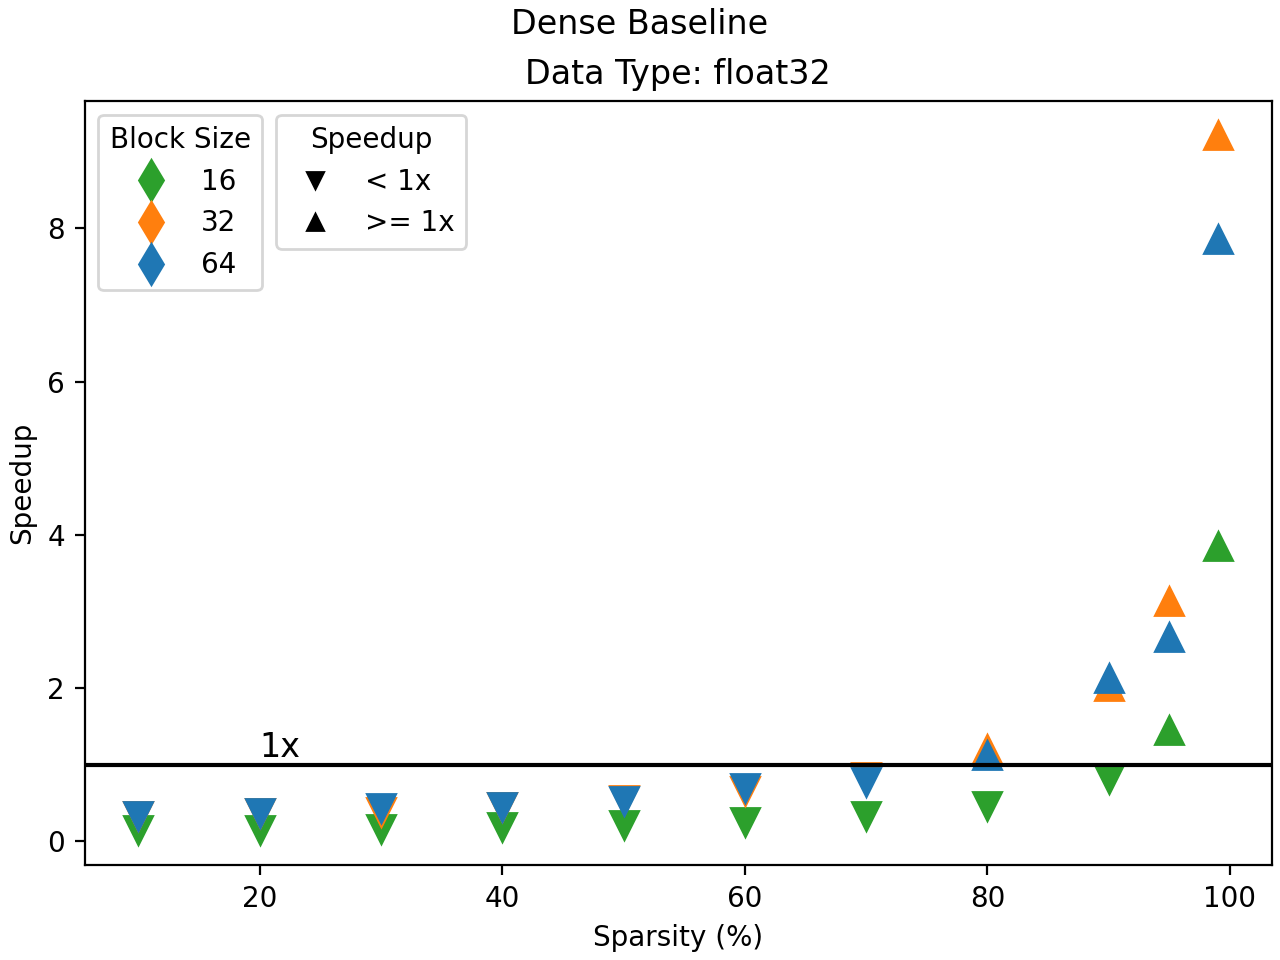 Dense Baseline
Data Type: float32
Block Size
16
32
64
Speedup
< 1x
>= 1x
8
6
4
2
0
Speedup
1x
20
40
60
80
100
Sparsity (%)